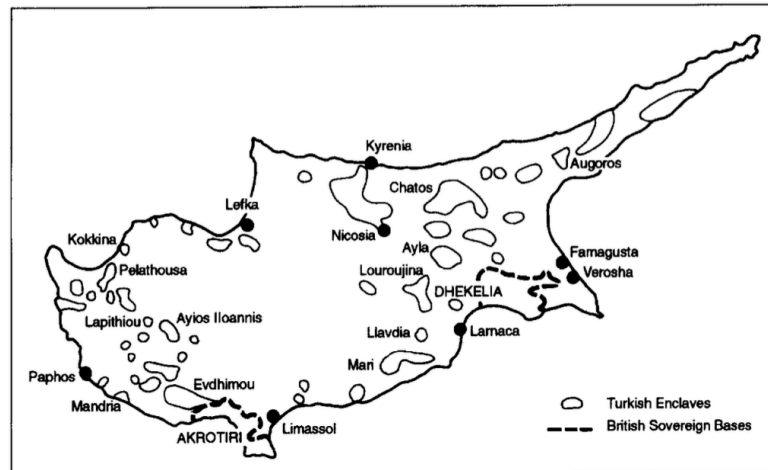 Kyrenia
Augoros
Chatos
Lefka
Nicosia
Kokkina
Ayla
Famagusta
Pelathousa
Verosha
Louroujina
DHEKELIA
Lapithiou
Ayios Iloannis
Llavdia
Larnaca
Mari
Paphos
Evdhimou
Mandria
Turkish Enclaves
Limassol
British Sovereign Bases
AKROTIRI